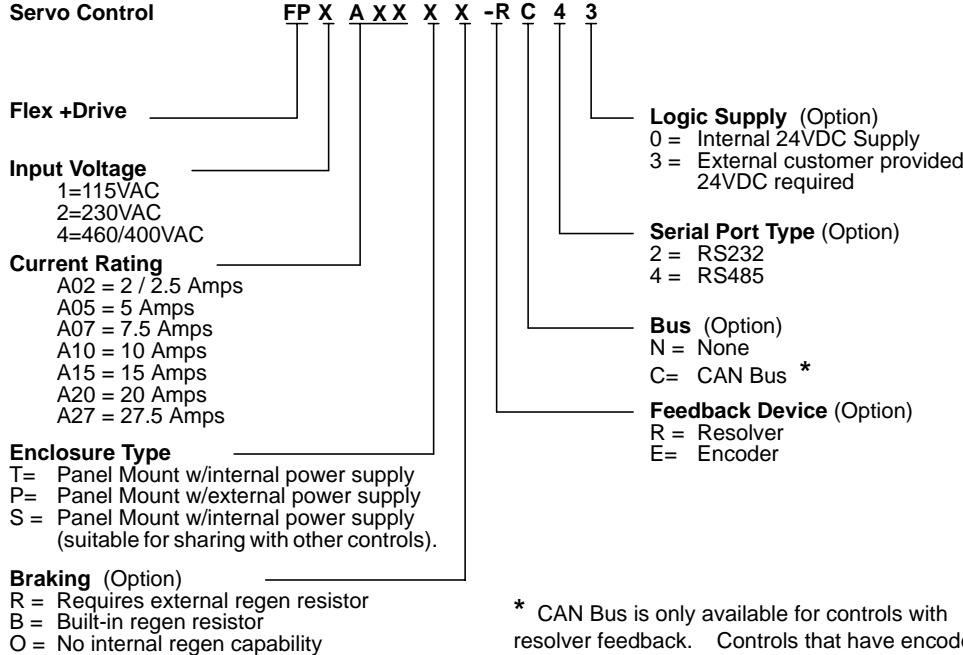 Servo Control FP X A X X X X -R C 4 3
Flex +Drive
Input Voltage
1=115VAC
2=230VAC
4=460/400VAC
Current Rating
A02 = 2 / 2.5 Amps
A05 = 5 Amps
A07 = 7.5 Amps
A10 = 10 Amps
A15 = 15 Amps
A20 = 20 Amps
A27 = 27.5 Amps
Enclosure Type
T= Panel Mount w/internal power supply
P= Panel Mount w/external power supply
S = Panel Mount w/internal power supply
(suitable for sharing with other controls).
Braking (Option)
R = Requires external regen resistor
B = Built-in regen resistor
O = No internal regen capability
Logic Supply (Option)
0 = Internal 24VDC Supply
3 = External customer provided
24VDC required
Serial Port Type (Option)
2 = RS232
4 = RS485
Bus (Option)
N = None
C= CAN Bus *
Feedback Device (Option)
R = Resolver
E= Encoder
* CAN Bus is only available for controls with
resolver feedback. Controls that have